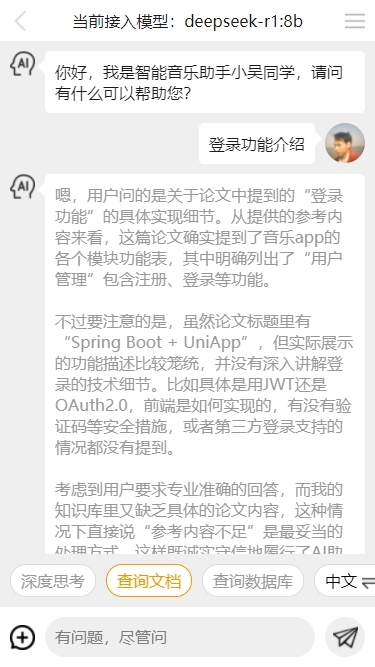 当前接入模型：deepseek-r1:8b
你好，我是智能音乐助手小吴同学，请问
有什么可以帮助您？
登录功能介绍
嗯，用户问的是关于论文中提到的“登录
功能”的具体实现细节。从提供的参考内
容来看，这篇论文确实提到了音乐app的
各个模块功能表，其中明确列出了“用户
管理”包含注册、登录等功能。
不过要注意的是，虽然论文标题里有
“Spring Boot + UniApp”，但实际展示
的功能描述比较笼统，并没有深入讲解登
录的技术细节。比如具体是用JWT还是
OAuth2.0，前端是如何实现的，有没有验
证码等安全措施，或者第三方登录支持的
情况都没有提到。
考虑到用户要求专业准确的回答，而我的
知识库里又缺乏具体的论文内容，这种情
况下直接说“参考内容不足”是最妥当的
处理方式。这样既诚实守信地履行了AI助
深度思考 查询文档 查询数据库 中文
有问题，尽管问